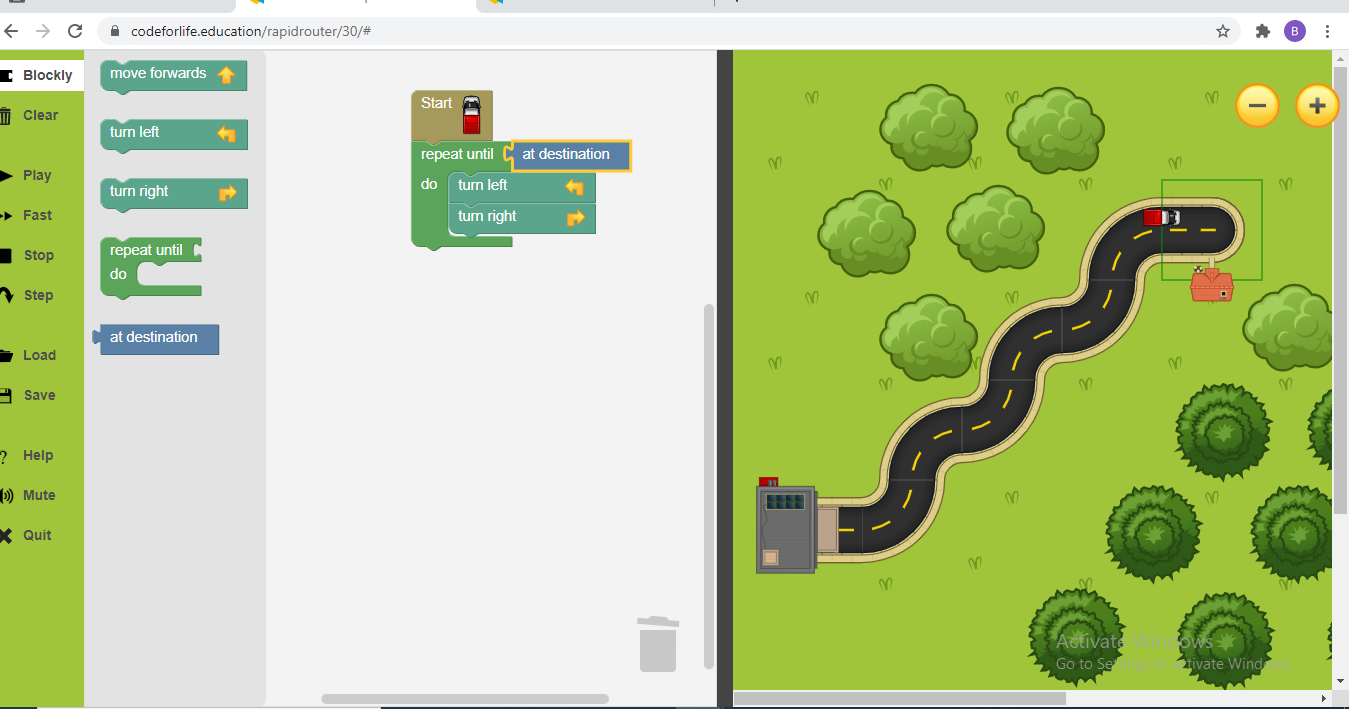 codeforlife.education/rapidrouter/30/#
B
Blockly
Clear
Play
Fast
Stop
Step
Load
Save
Help
Mute
Quit
move forwards
turn left
turn right
repeat until
do
at destination
Start
repeat until at destination
do turn left
turn right
Activate Windows
Go to Settings to activate Windows.